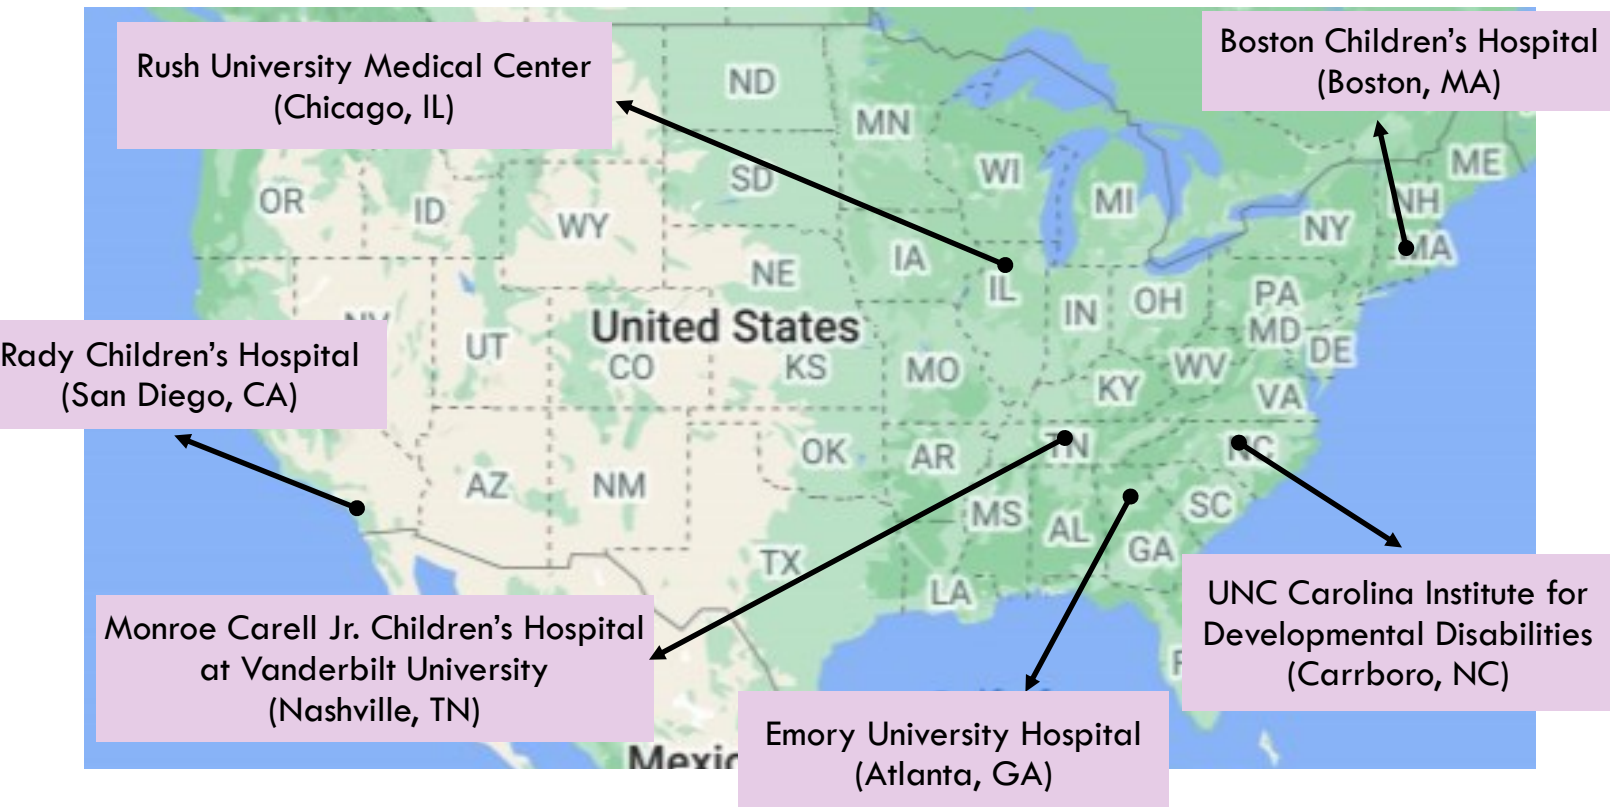 Rush University Medical Center
(Chicago, IL)
Boston Children’s Hospital
(Boston, MA)
ND
MN
WI
MI
ME
NH
NY
MA
OR
ID
WY
SD
NE
IA
IL
IN
OH
PA
MD
DE
NV
UT
United States
CO
KS
MO
KY
WV
VA
Rady Children’s Hospital
(San Diego, CA)
AZ
NM
OK
AR
TN
NC
MS
AL
GA
SC
TX
LA
Monroe Carell Jr. Children’s Hospital
at Vanderbilt University
(Nashville, TN)
UNC Carolina Institute for
Developmental Disabilities
(Carrboro, NC)
Emory University Hospital
(Atlanta, GA)